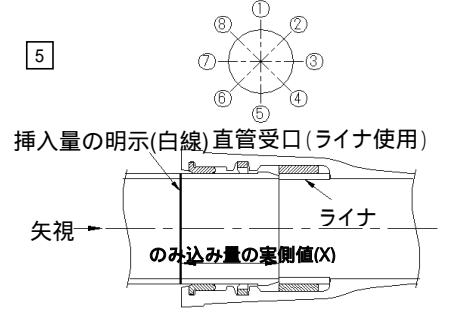 ①
⑧ ②
5
⑦ ③
⑥ ④
⑤
挿入量の明示(白線) 直管受口(ライナ使用)
ライナ
矢視
のみ込み量の実側値(X)